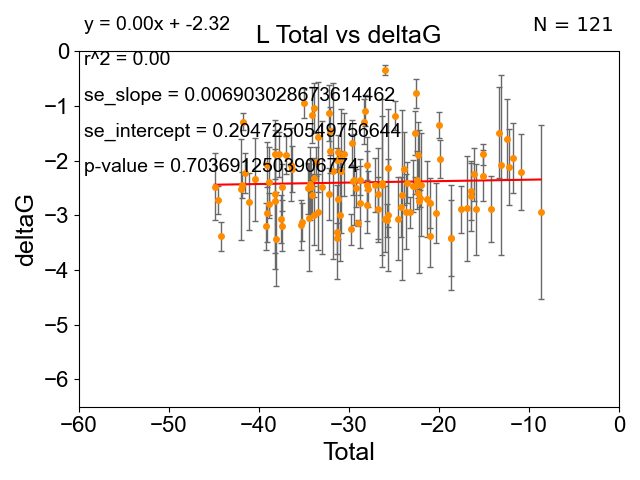 y = 0.00x + -2.32
N = 121
L Total vs deltaG
r^2 = 0.00
se_slope = 0.006903028673614462
se_intercept = 0.2047250549756644
p-value = 0.7036912503906774
0
−1
−2
−3
−4
−5
−6
deltaG
−60
−50
−40
−30
−20
−10
0
Total